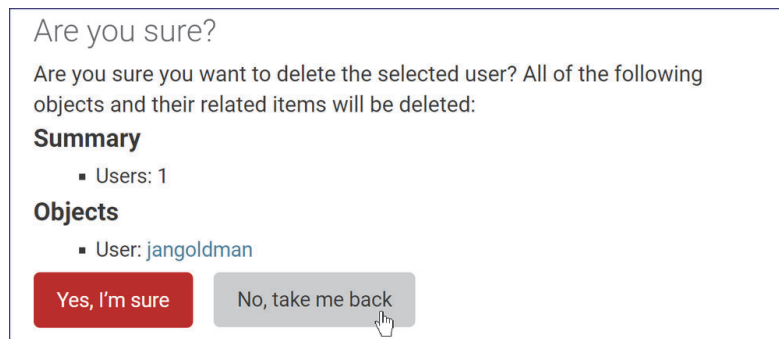 Are you sure?
Are you sure you want to delete the selected user? All of the following
objects and their related items will be deleted:
Summary
▪ Users: 1
Objects
▪ User: jangoldman
Yes, I’m sure No, take me back